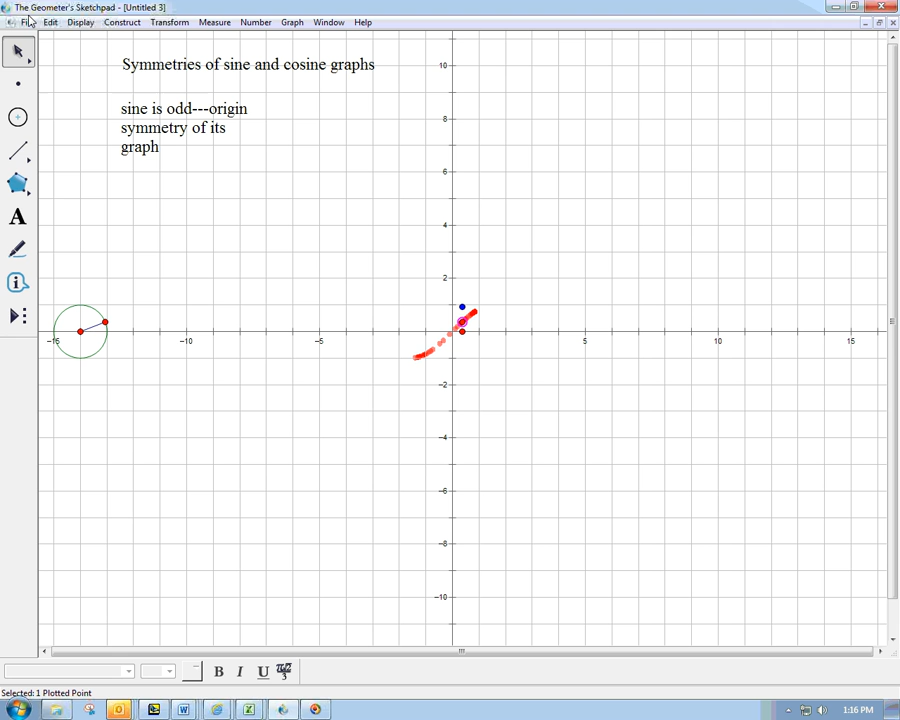 The Geometer's Sketchpad - [Untitled 3]
File Edit Display Construct Transform Measure Number Graph Window Help
Symmetries of sine and cosine graphs
sine is odd---origin
symmetry of its
graph
10
8
6
4
2
-15 -10 -5 5 10 15
-2
-4
-6
-8
-10
A
B I U
Selected: 1 Plotted Point
1:16 PM